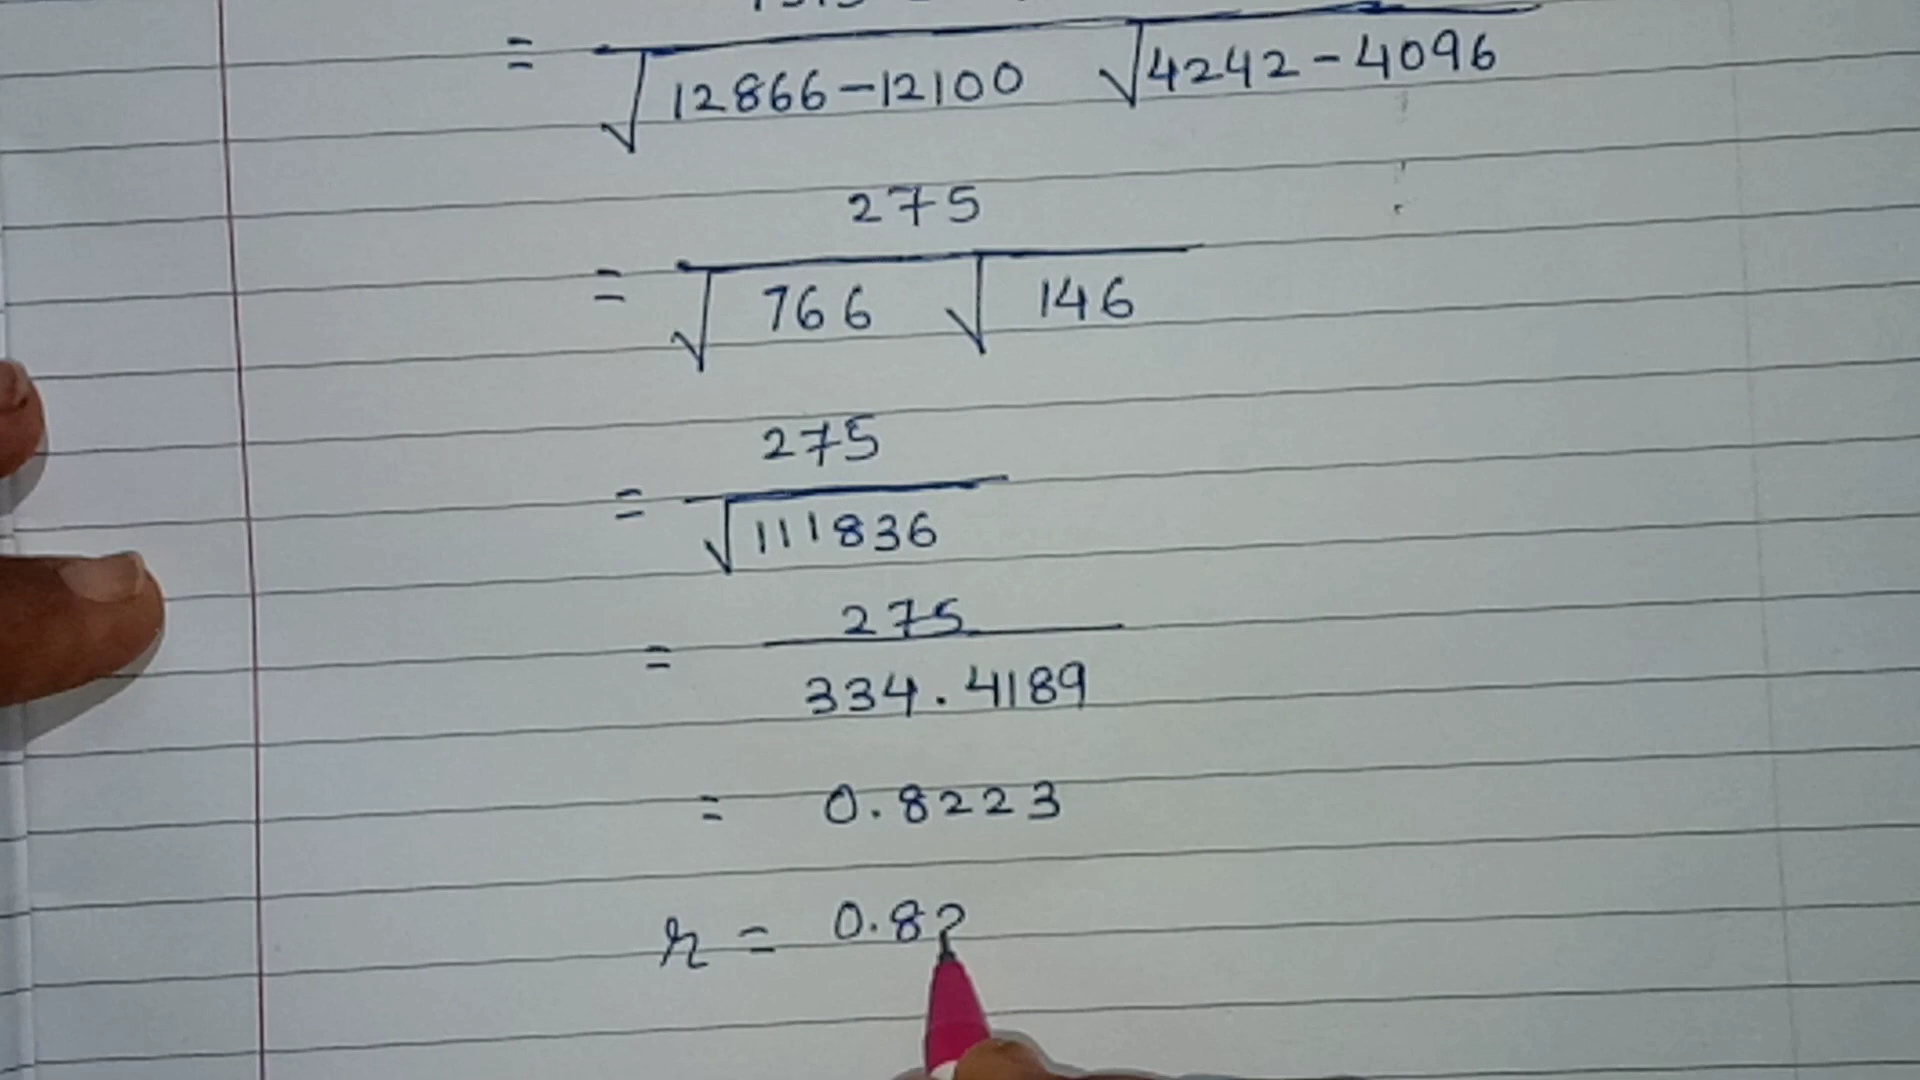 = √12866-12100 √4242-4096
275
= √766 √146
275
= √111836
275
= 334.4189
= 0.8223
r = 0.82